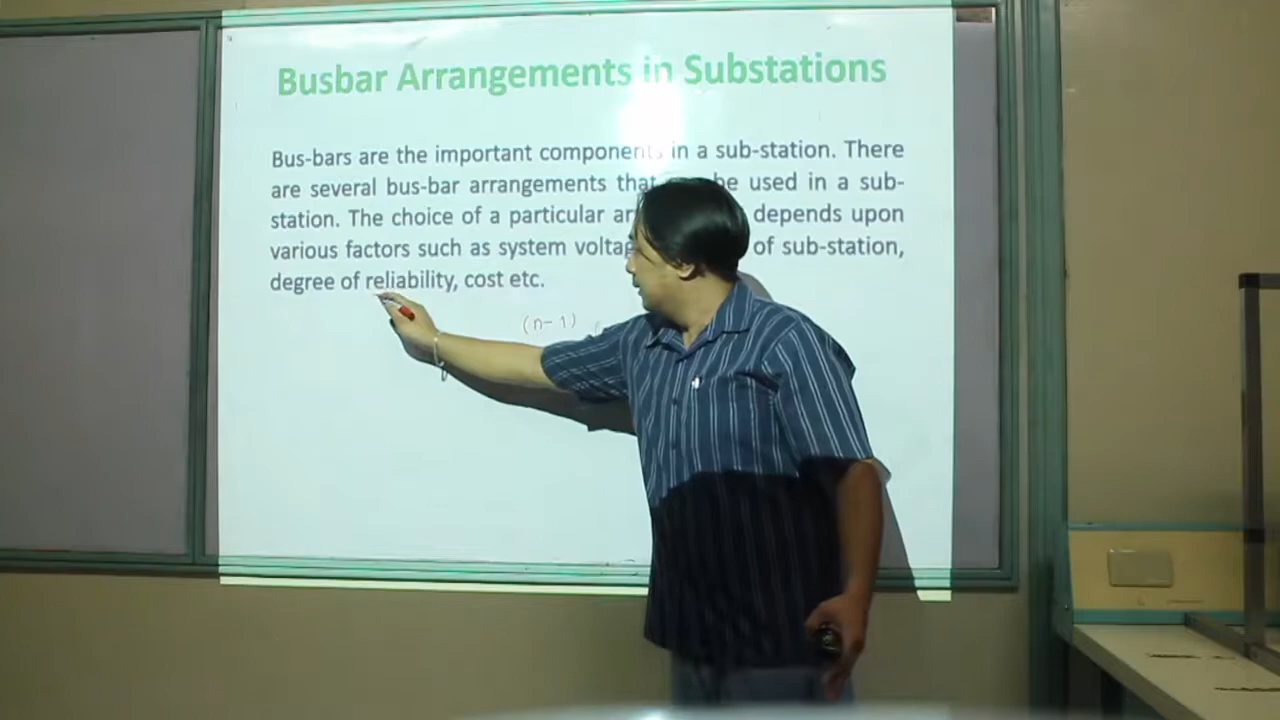 Busbar Arrangements in Substations
Bus-bars are the important components in a sub-station. There
are several bus-bar arrangements that be used in a sub-
station. The choice of a particular depends upon
various factors such as system of sub-station,
degree of reliability, cost etc.
(n-1)